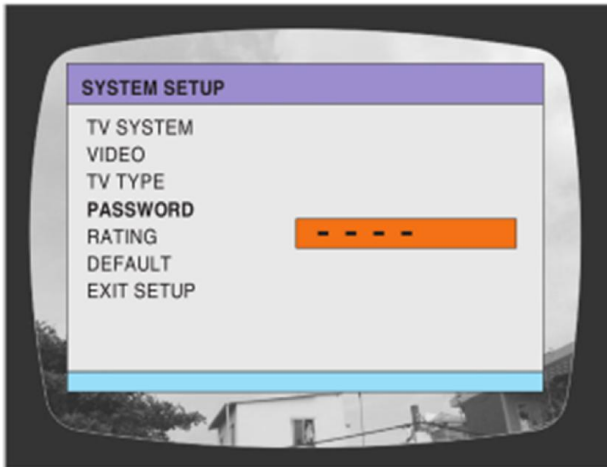 SYSTEM SETUP
TV SYSTEM
VIDEO
TV TYPE
PASSWORD
RATING
- - - -
DEFAULT
EXIT SETUP